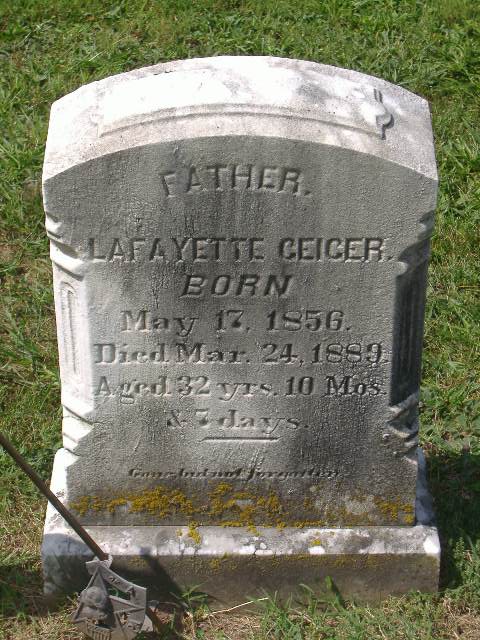 FATHER.
LAFAYETTE GEIGER.
BORN
May 17, 1856.
Died Mar. 24, 1889
Aged 32 yrs. 10 Mos.
& 7 days.
Gone but not forgotten.